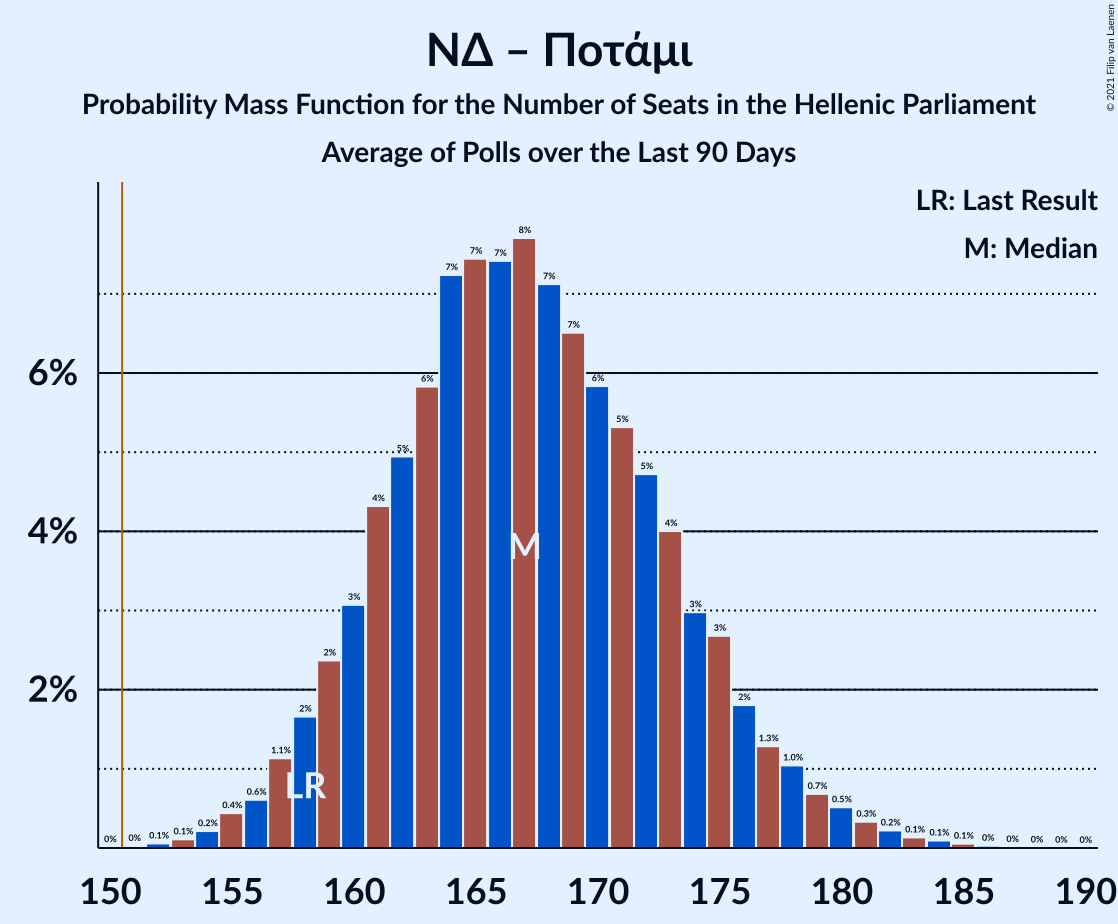 ΝΔ – Ποτάμι
Probability Mass Function for the Number of Seats in the Hellenic Parliament
Average of Polls over the Last 90 Days
© 2021 Filip van Laenen
LR: Last Result
M: Median
8%
7% 7% 7% 7%
7%
6% 6% 6%
5%
5% 5%
4% 4% 4%
M
3% 3%
3%
2%
2% 2% 2%
1.1% 1.3%
LR 1.0%
0.6% 0.7%
0.4% 0.5%
0.2% 0.3% 0.2%
0% 0% 0.1% 0.1% 0.1% 0.1% 0.1% 0% 0% 0% 0% 0%
150 155 160 165 170 175 180 185 190